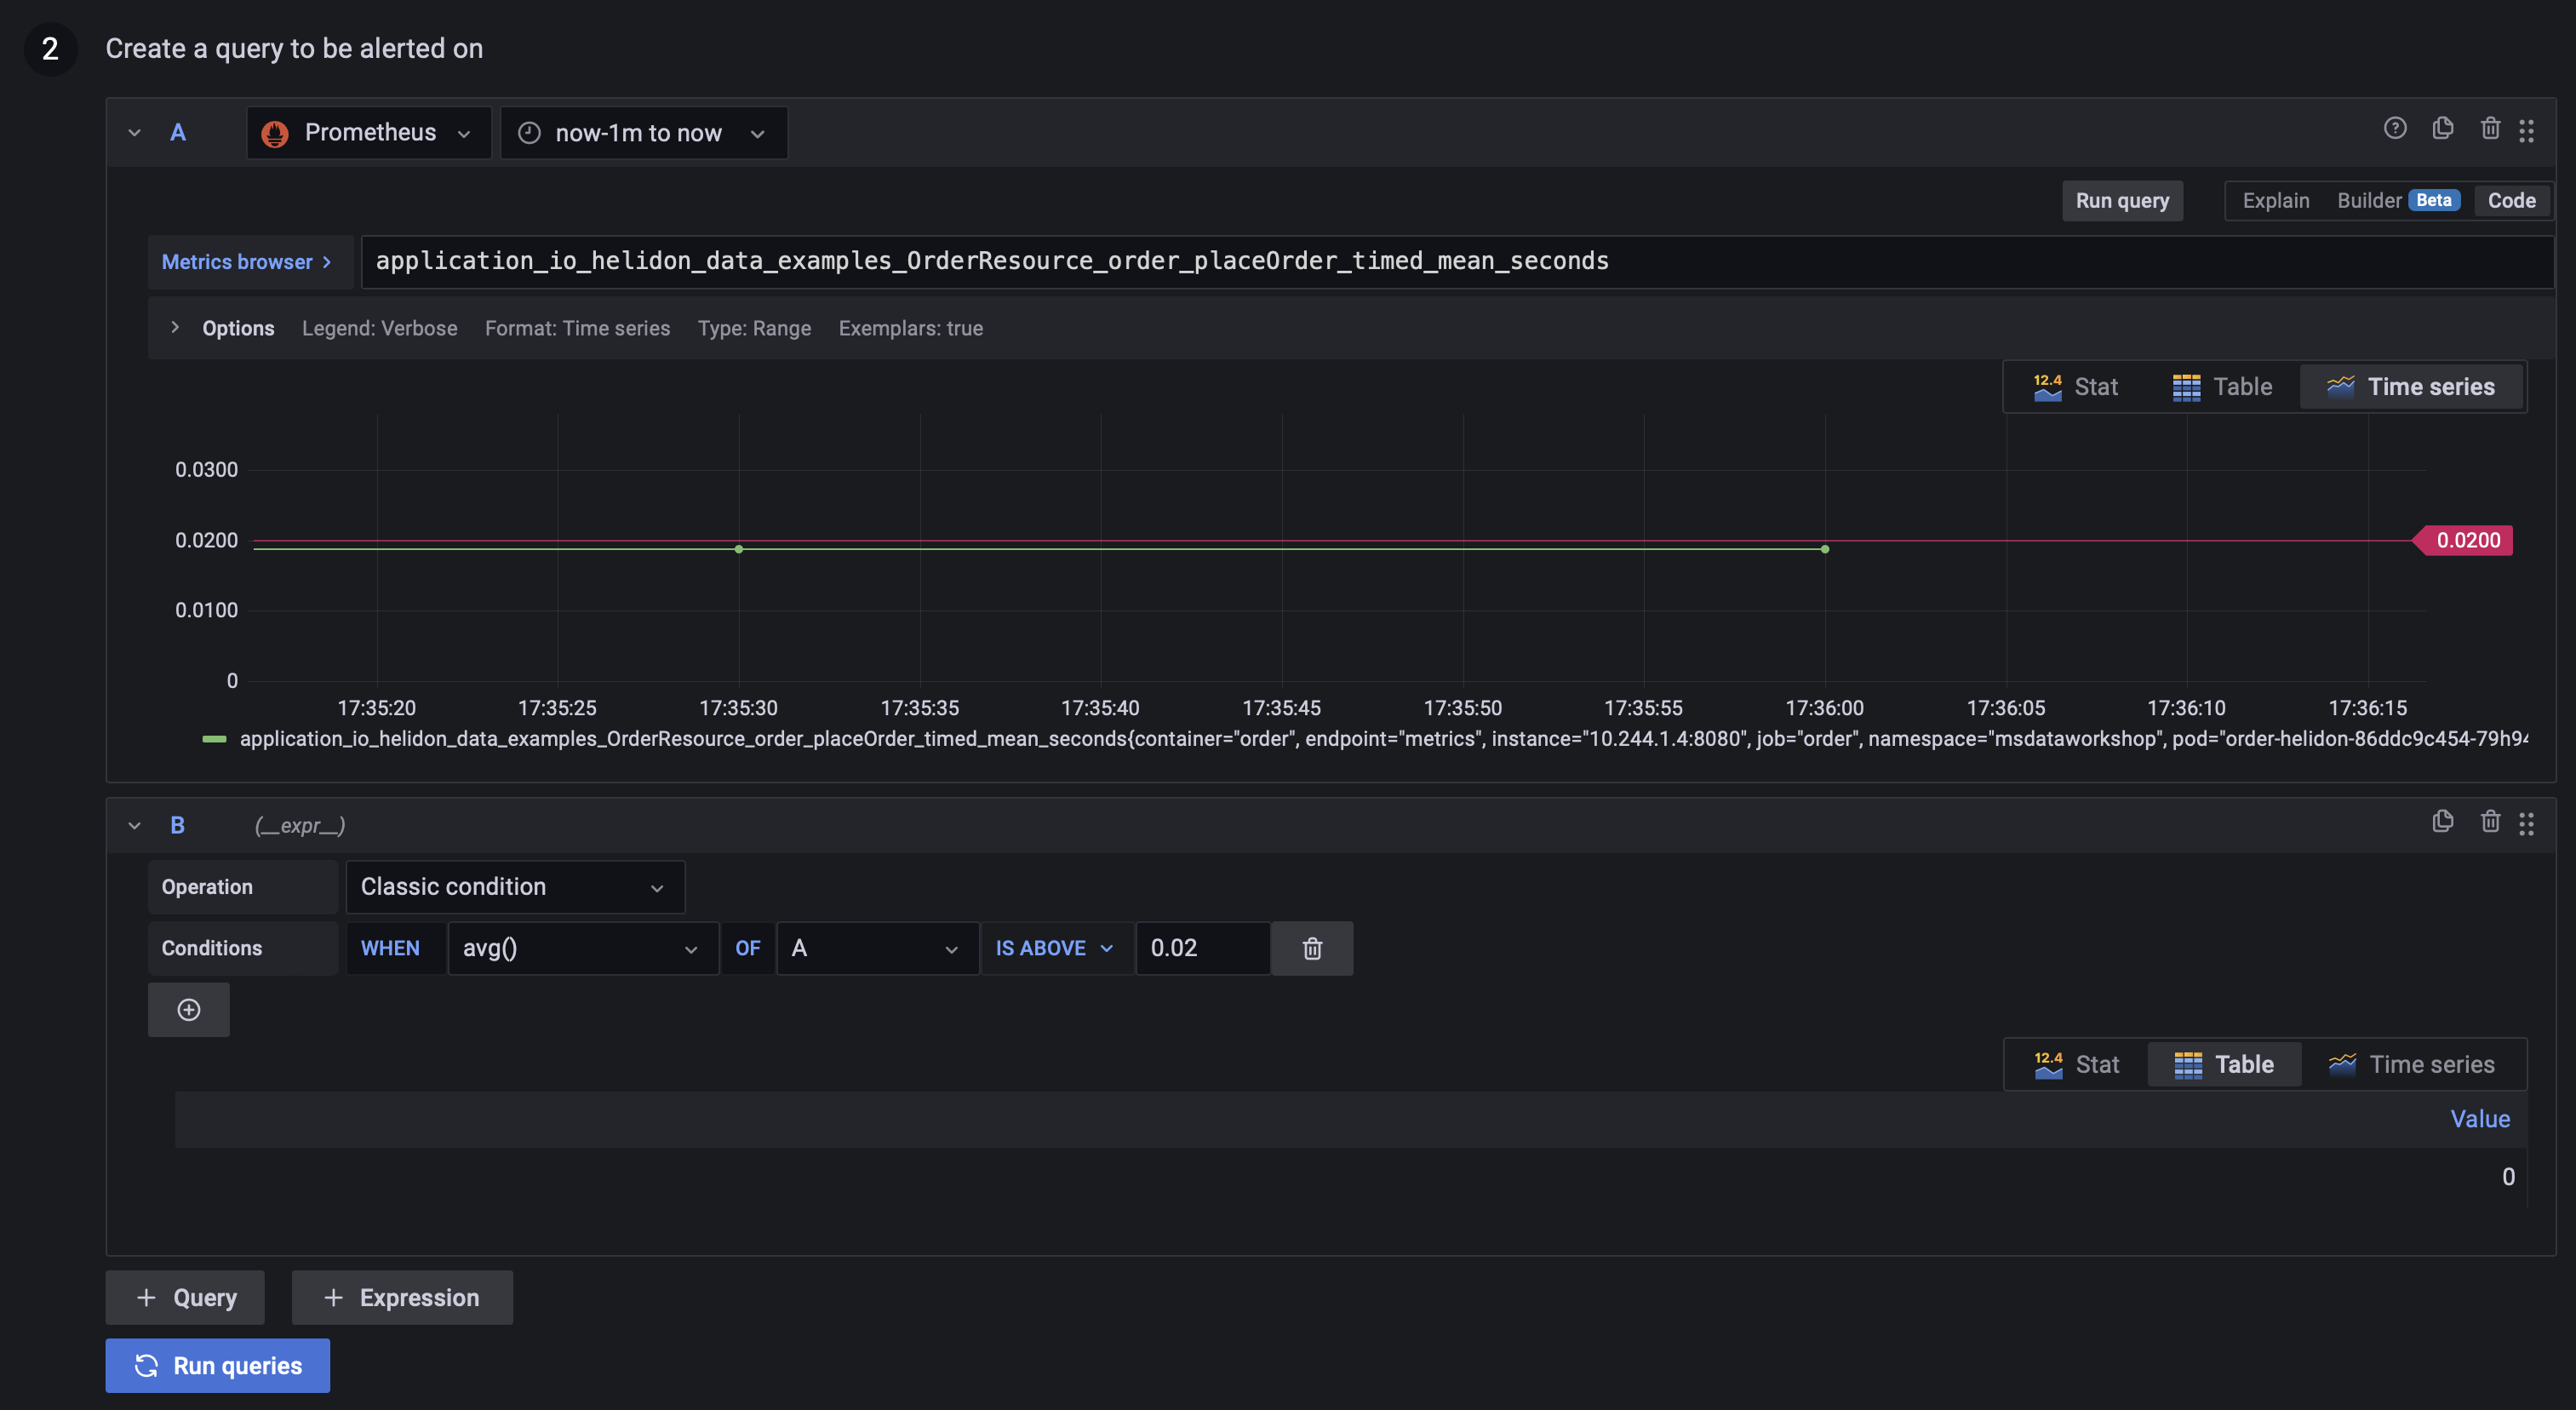 2 Create a query to be alerted on
A Prometheus now-1m to now
Run query Explain Builder Beta Code
Metrics browser > application_io_helidon_data_examples_OrderResource_order_placeOrder_timed_mean_seconds
Options Legend: Verbose Format: Time series Type: Range Exemplars: true
12.4 Stat Table Time series
0.0300
0.0200 0.0200
0.0100
0
17:35:20 17:35:25 17:35:30 17:35:35 17:35:40 17:35:45 17:35:50 17:35:55 17:36:00 17:36:05 17:36:10 17:36:15
application_io_helidon_data_examples_OrderResource_order_placeOrder_timed_mean_seconds{container="order", endpoint="metrics", instance="10.244.1.4:8080", job="order", namespace="msdataworkshop", pod="order-helidon-86ddc9c454-79h94
B (__expr__)
Operation Classic condition
Conditions WHEN avg() OF A IS ABOVE 0.02
12.4 Stat Table Time series
Value
0
+ Query + Expression
Run queries